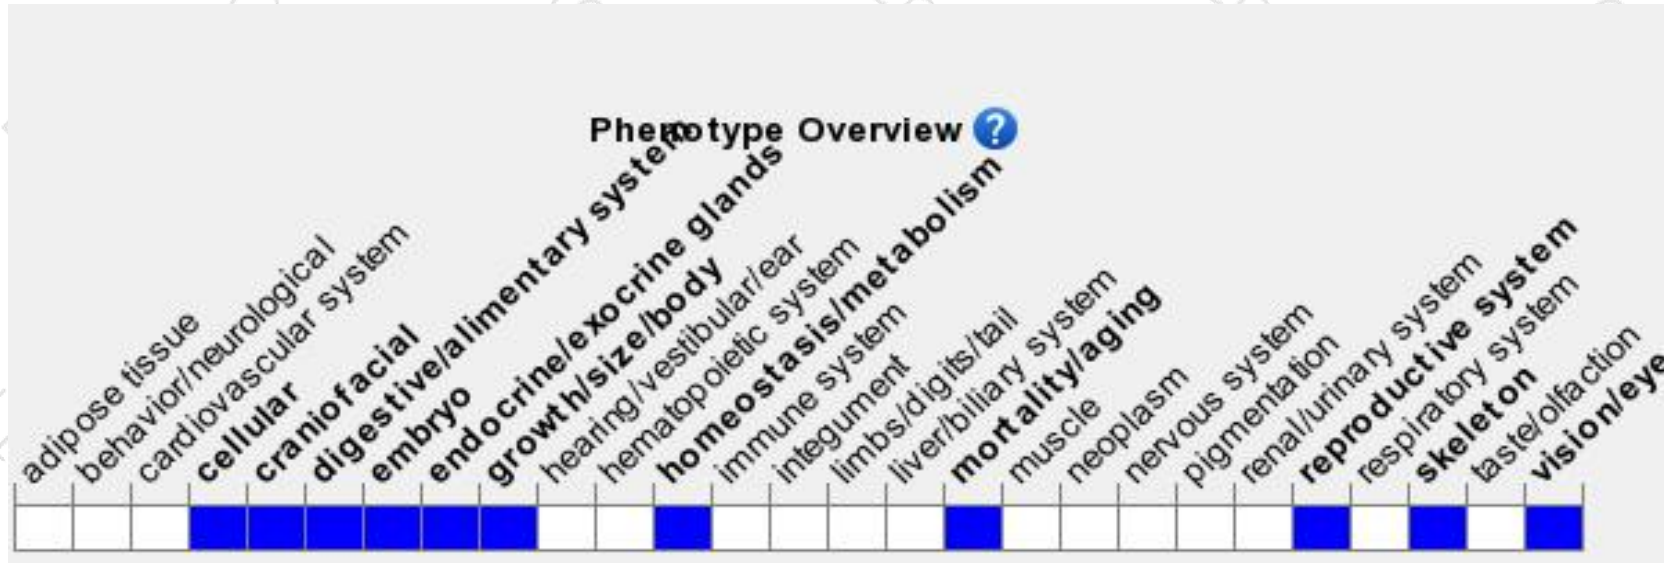 Phenotype Overview ?
adipose tissue
behavior/neurological
cardiovascular system
cellular
craniofacial
digestive/alimentary system
embryo
endocrine/exocrine glands
growth/size/body
hearing/vestibular/ear
hematopoietic system
homeostasis/metabolism
immune system
integument
limbs/digits/tail
liver/biliary system
mortality/aging
muscle
neoplasm
nervous system
pigmentation
renal/urinary system
reproductive system
respiratory system
skeleton
taste/olfaction
vision/eye